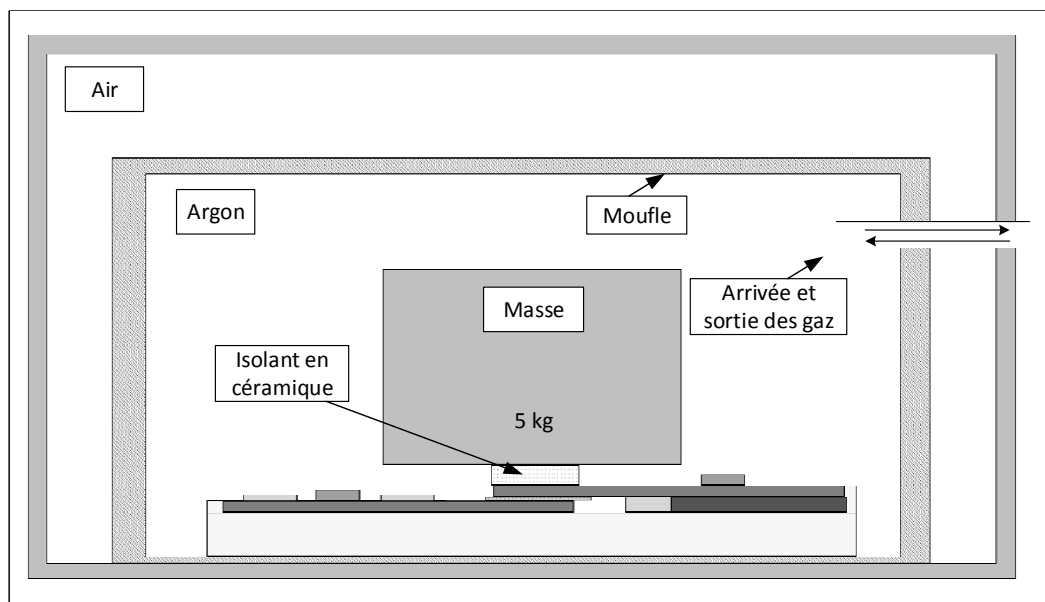 Air
Argon
Moufle
Masse
Arrivée et
sortie des gaz
Isolant en
céramique
5 kg